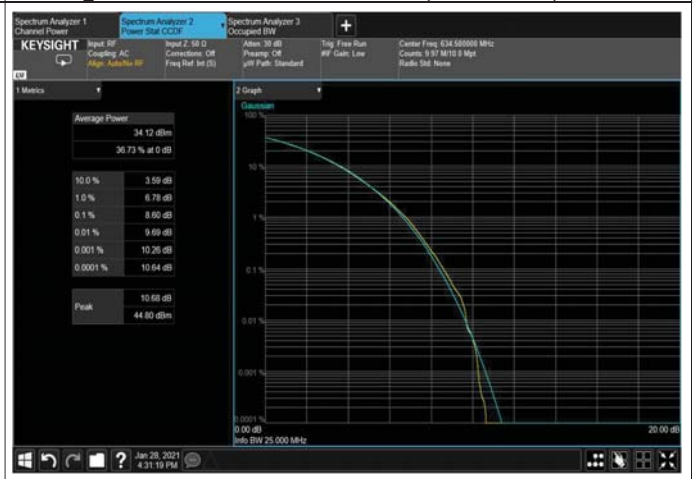 Spectrum Analyzer 1
Channel Power
Spectrum Analyzer 2
Power Stat CCDF
Spectrum Analyzer 3
Occupied BW
KEYSIGHT
Input: RF
Coupling: AC
Align: Auto/No RF
Input Z: 50 Ω
Corrections: Off
Freq Ref: Int (S)
Atten: 30 dB
Preamp: Off
µW Path: Standard
Trig: Free Run
#IF Gain: Low
Center Freq: 634.500000 MHz
Counts: 9.97 M/10.0 Mpt
Radio Std: None
LXI
1 Metrics
Average Power
34.12 dBm
36.73 % at 0 dB
10.0 % 3.59 dB
1.0 % 6.78 dB
0.1 % 8.60 dB
0.01 % 9.69 dB
0.001 % 10.26 dB
0.0001 % 10.64 dB
Peak
10.68 dB
44.80 dBm
2 Graph
Gaussian
100 %
10 %
1 %
0.1 %
0.01 %
0.001 %
0.0001 %
0.00 dB
20.00 dB
Info BW 25.000 MHz
Jan 28, 2021
4:31:19 PM